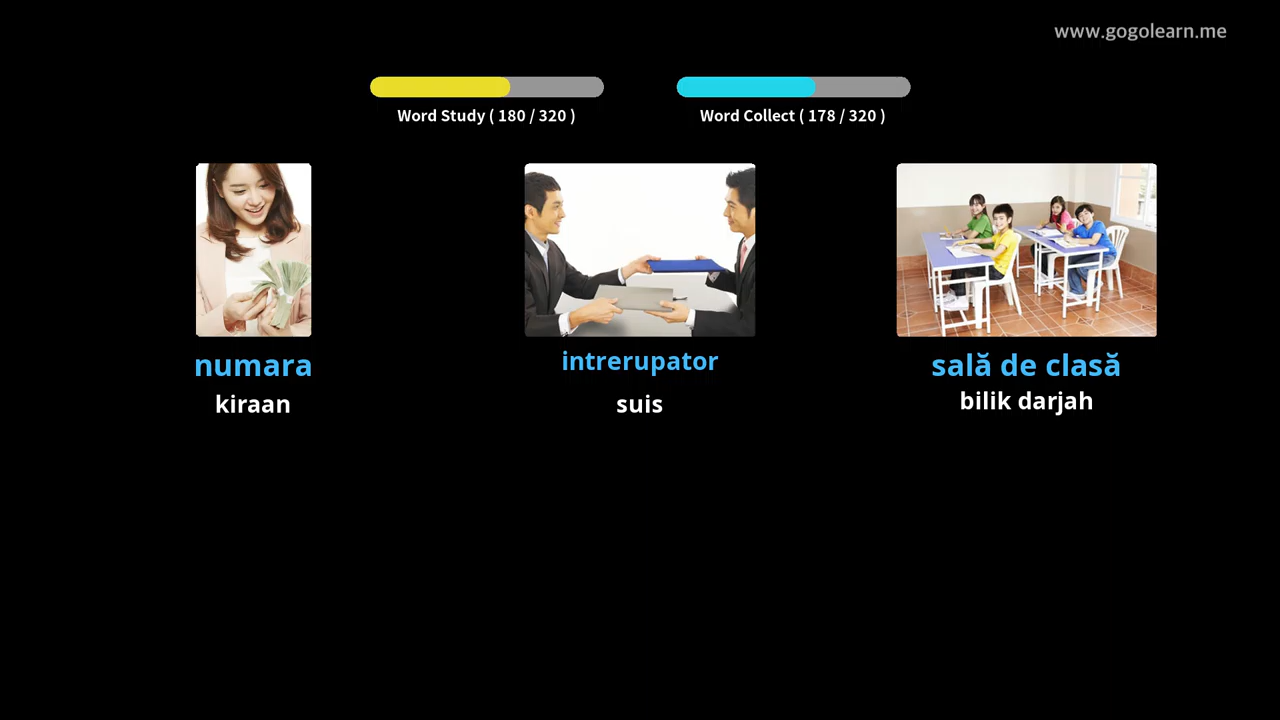 www.gogolearn.me
Word Study ( 180 / 320 )
Word Collect ( 178 / 320 )
numara
kiraan
intrerupator
suis
sală de clasă
bilik darjah